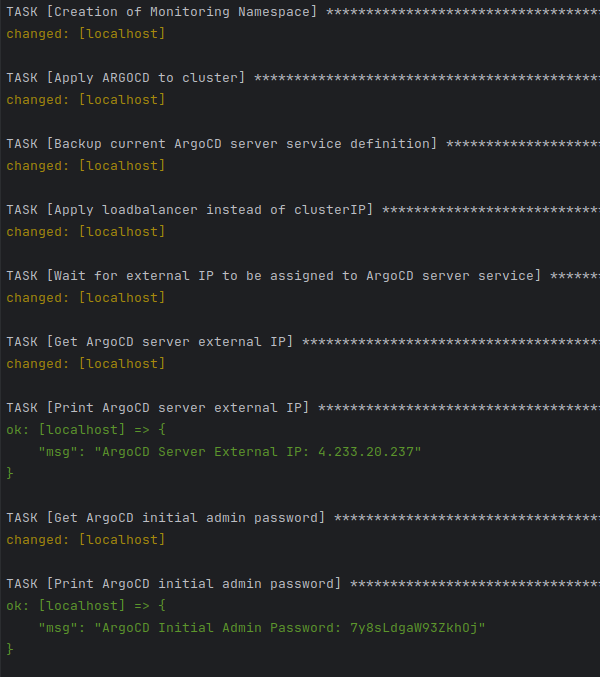 TASK [Creation of Monitoring Namespace] **********************************
changed: [localhost]
TASK [Apply ARGOCD to cluster] *******************************************
changed: [localhost]
TASK [Backup current ArgoCD server service definition] *******************
changed: [localhost]
TASK [Apply loadbalancer instead of clusterIP] ***************************
changed: [localhost]
TASK [Wait for external IP to be assigned to ArgoCD server service] ******
changed: [localhost]
TASK [Get ArgoCD server external IP] *************************************
changed: [localhost]
TASK [Print ArgoCD server external IP] ***********************************
ok: [localhost] => {
"msg": "ArgoCD Server External IP: 4.233.20.237"
}
TASK [Get ArgoCD initial admin password] *********************************
changed: [localhost]
TASK [Print ArgoCD initial admin password] *******************************
ok: [localhost] => {
"msg": "ArgoCD Initial Admin Password: 7y8sLdgaW93ZkhOj"
}